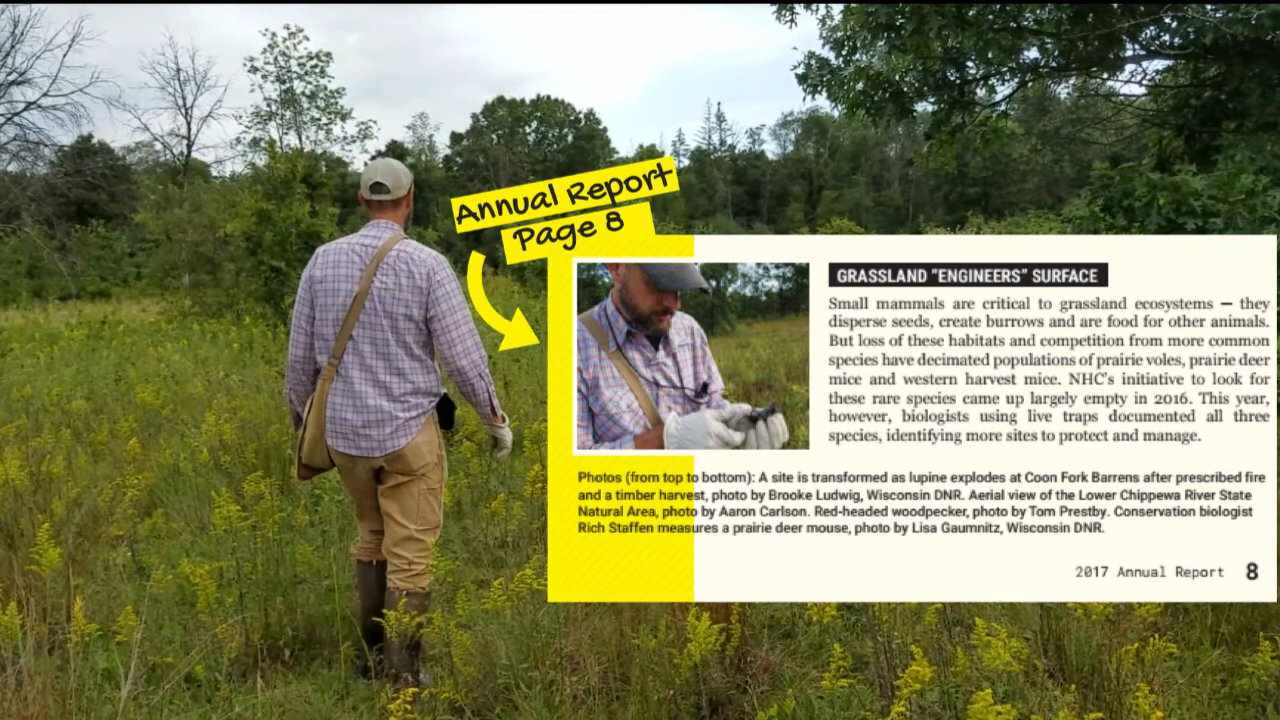 Annual Report
Page 8
GRASSLAND "ENGINEERS" SURFACE
Small mammals are critical to grassland ecosystems — they
disperse seeds, create burrows and are food for other animals.
But loss of these habitats and competition from more common
species have decimated populations of prairie voles, prairie deer
mice and western harvest mice. NHC's initiative to look for
these rare species came up largely empty in 2016. This year,
however, biologists using live traps documented all three
species, identifying more sites to protect and manage.
Photos (from top to bottom): A site is transformed as lupine explodes at Coon Fork Barrens after prescribed fire
and a timber harvest, photo by Brooke Ludwig, Wisconsin DNR. Aerial view of the Lower Chippewa River State
Natural Area, photo by Aaron Carlson. Red-headed woodpecker, photo by Tom Prestby. Conservation biologist
Rich Staffen measures a prairie deer mouse, photo by Lisa Gaumnitz, Wisconsin DNR.
2017 Annual Report 8